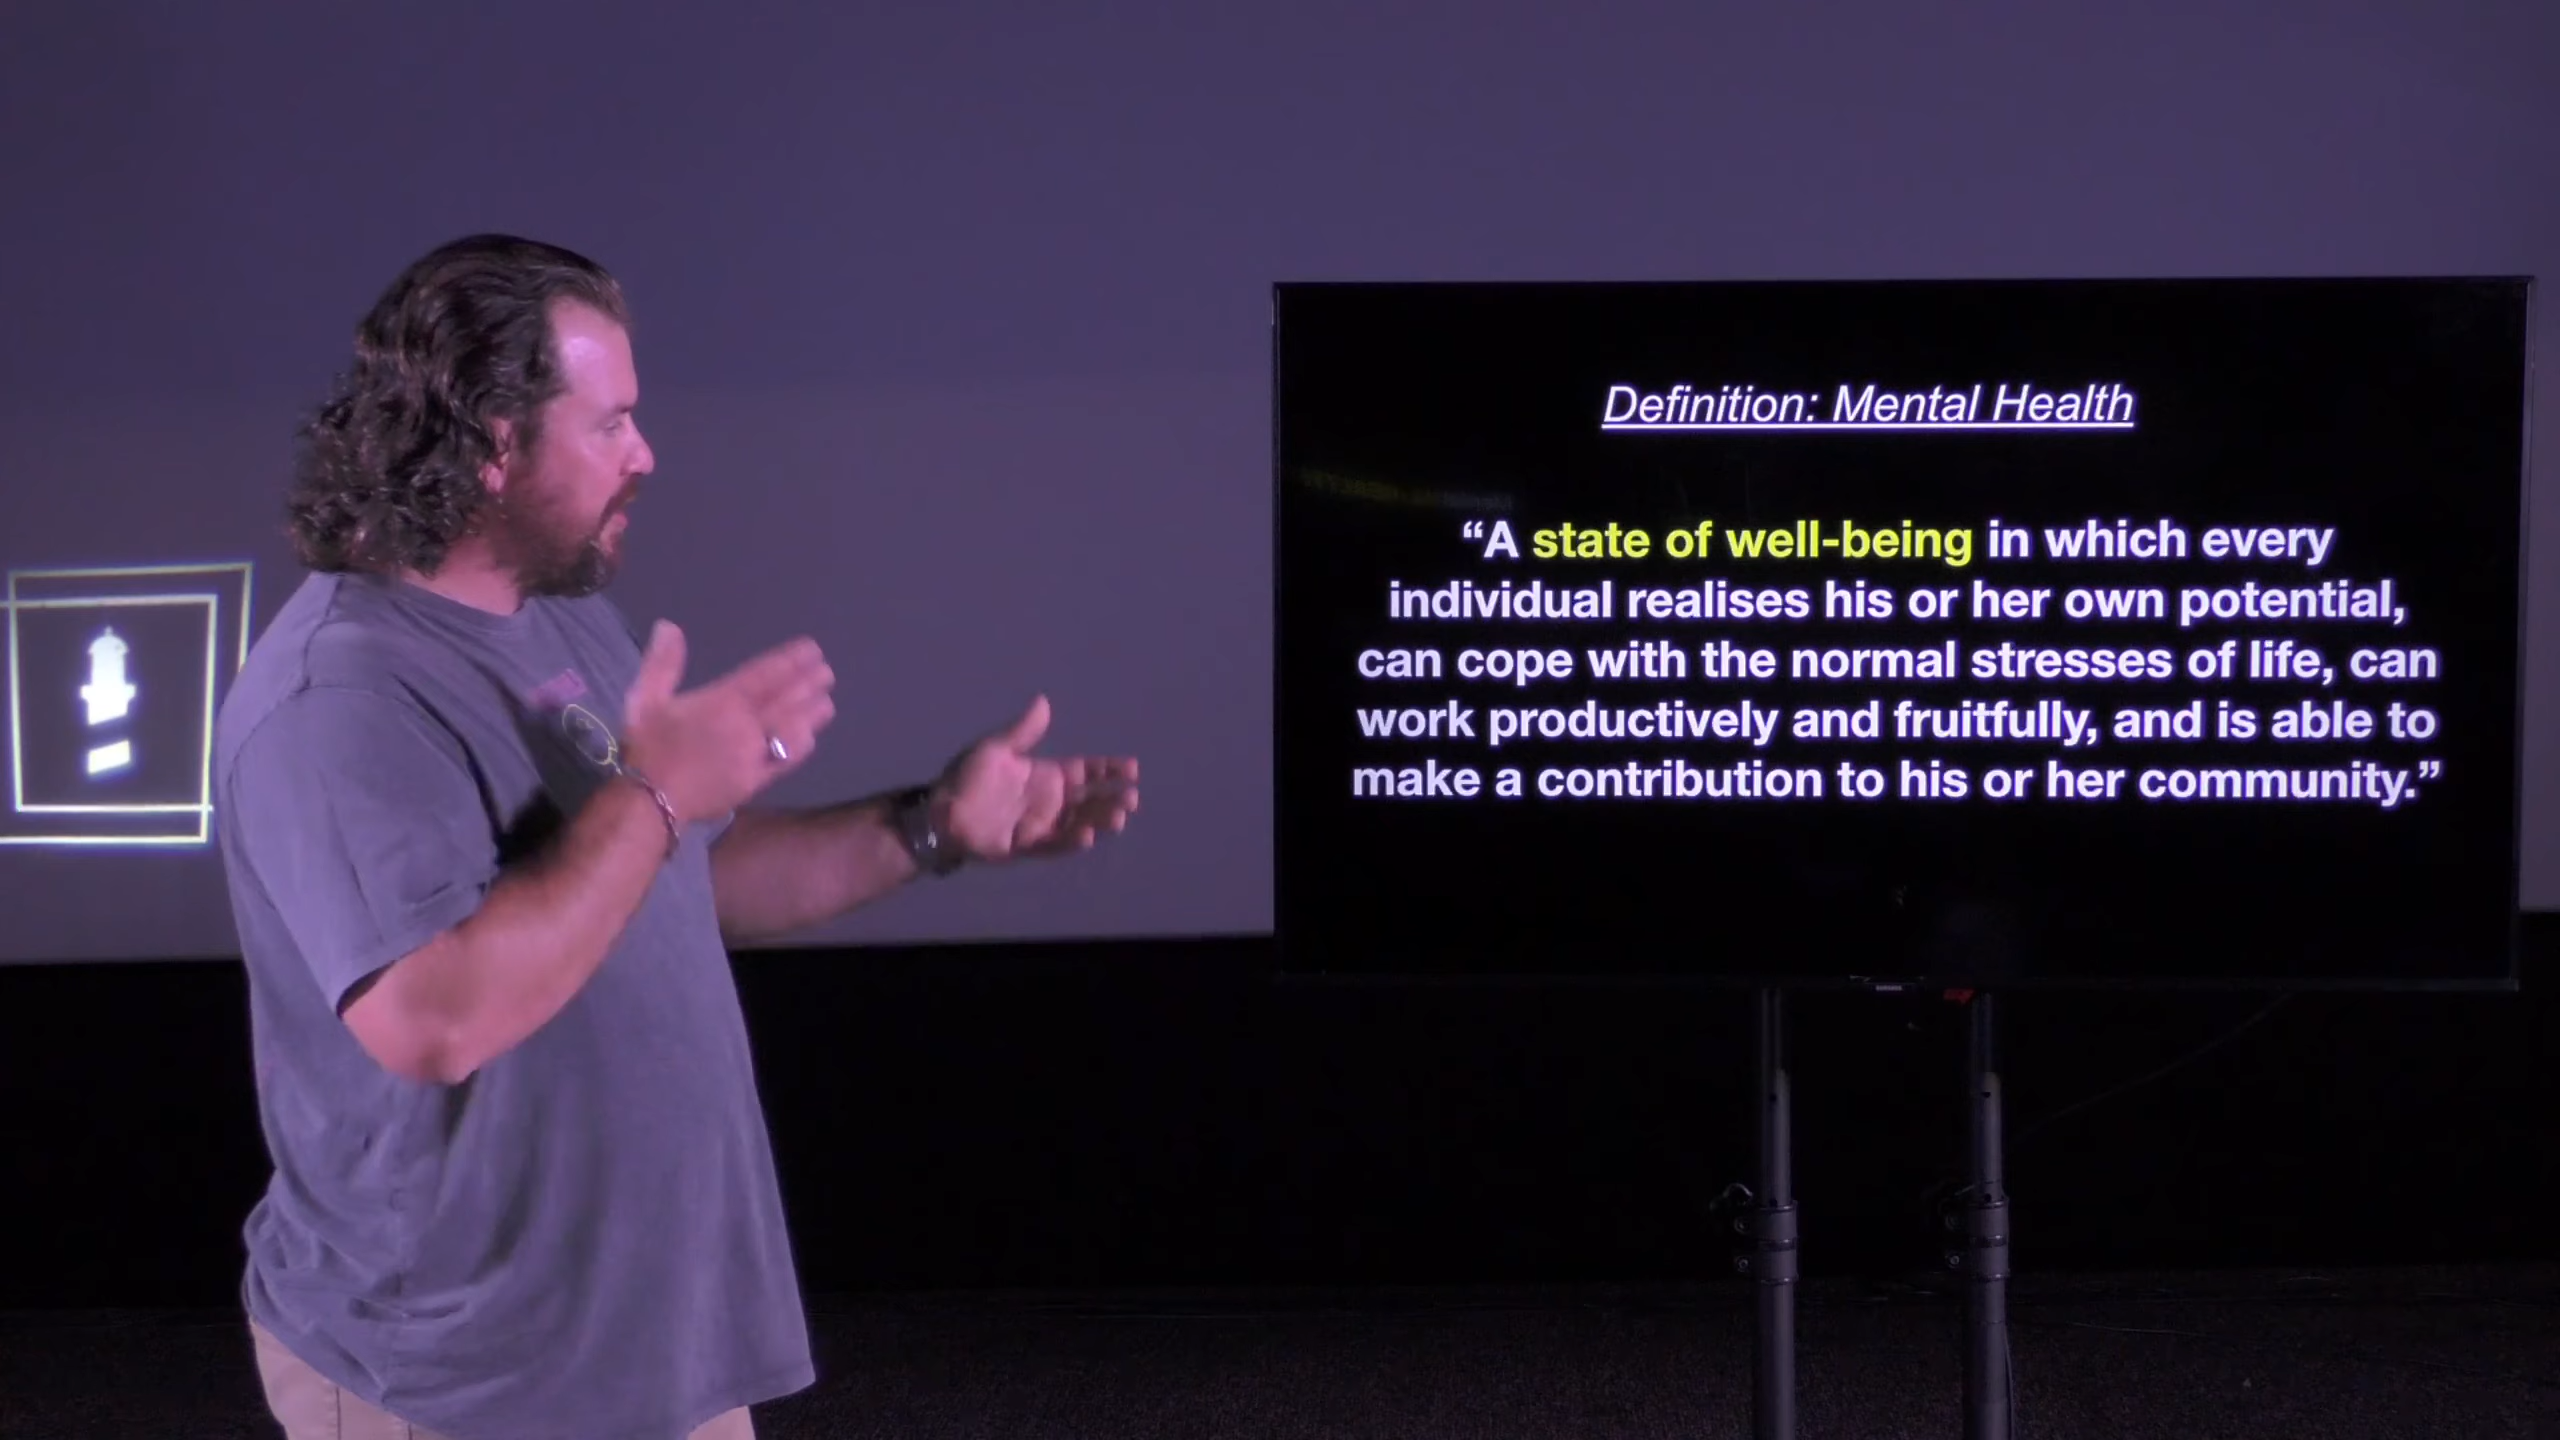 Definition: Mental Health
“A state of well-being in which every
individual realises his or her own potential,
can cope with the normal stresses of life, can
work productively and fruitfully, and is able to
make a contribution to his or her community.”